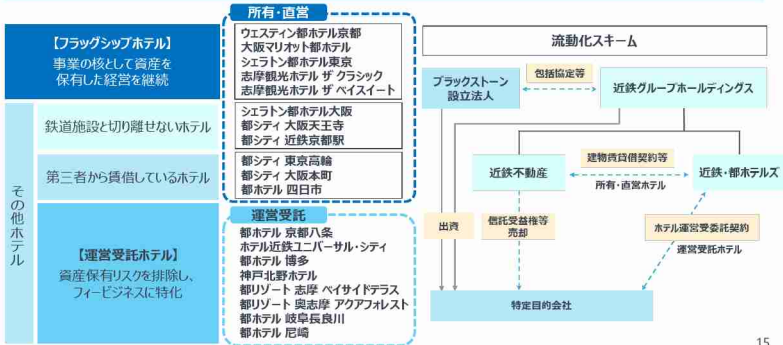 所有・直営
【フラッグシップホテル】
事業の核として資産を
保有した経営を継続
ウェスティン都ホテル京都
大阪マリオット都ホテル
シェラトン都ホテル東京
志摩観光ホテル ザ クラシック
志摩観光ホテル ザ ベイスイート
その他ホテル
鉄道施設と切り離せないホテル
シェラトン都ホテル大阪
都シティ 大阪天王寺
都シティ 近鉄京都駅
第三者から賃借しているホテル
都シティ 東京高輪
都シティ 大阪本町
都ホテル 四日市
運営受託
【運営受託ホテル】
資産保有リスクを排除し、
フィービジネスに特化
都ホテル 京都八条
ホテル近鉄ユニバーサル・シティ
都ホテル 博多
神戸北野ホテル
都リゾート 志摩 ベイサイドテラス
都リゾート 奥志摩 アクアフォレスト
都ホテル 岐阜長良川
都ホテル 尼崎
流動化スキーム
ブラックストーン
設立法人
包括協定等
近鉄グループホールディングス
近鉄不動産
建物賃貸借契約等
所有・直営ホテル
近鉄・都ホテルズ
出資
信託受益権等
売却
ホテル運営受委託契約
運営受託ホテル
特定目的会社
15